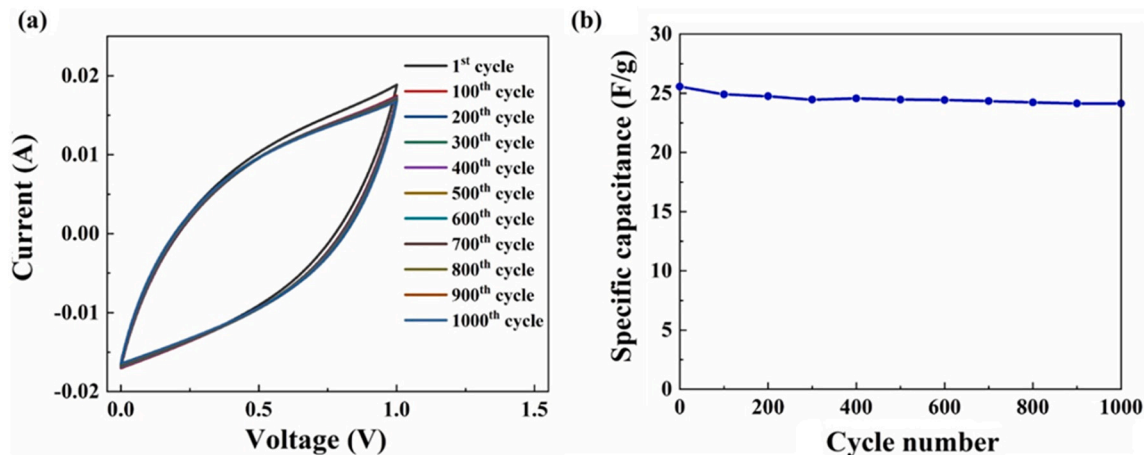 (a)
Current (A)
0.02
0.01
0.00
-0.01
-0.02
0.0
0.5
1.0
1.5
Voltage (V)
1st cycle
100th cycle
200th cycle
300th cycle
400th cycle
500th cycle
600th cycle
700th cycle
800th cycle
900th cycle
1000th cycle
(b)
Specific capacitance (F/g)
30
25
20
15
10
5
0
0
200
400
600
800
1000
Cycle number